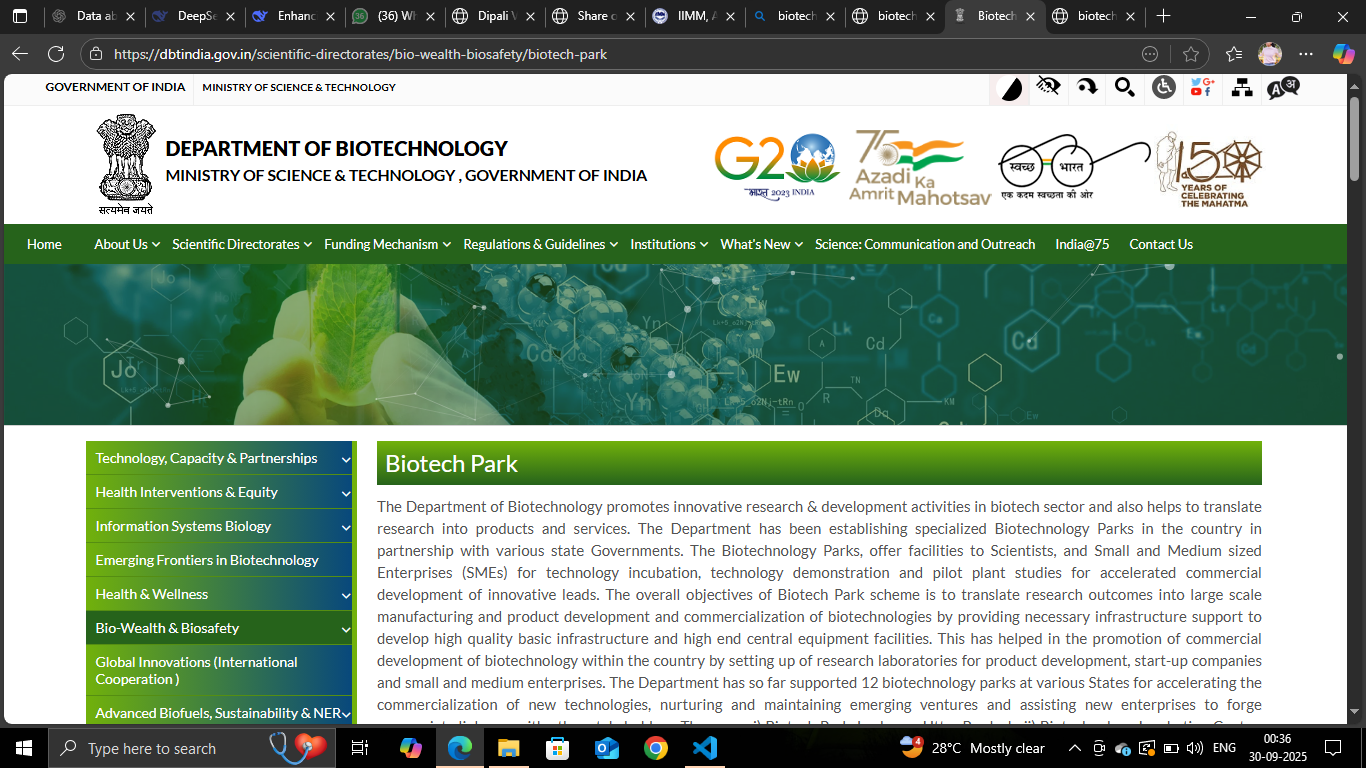 Data ab
DeepSe
Enhanc
(36) Wh
Dipali V
Share o
IIMM, A
biotech
biotech
Biotech
biotech
https://dbtindia.gov.in/scientific-directorates/bio-wealth-biosafety/biotech-park
GOVERNMENT OF INDIA MINISTRY OF SCIENCE & TECHNOLOGY
A अ
DEPARTMENT OF BIOTECHNOLOGY
MINISTRY OF SCIENCE & TECHNOLOGY , GOVERNMENT OF INDIA
सत्यमेव जयते
G20
भारत 2023 INDIA
75
Azadi Ka
Amrit Mahotsav
स्वच्छ भारत
एक कदम स्वच्छता की ओर
150
YEARS OF
CELEBRATING
THE MAHATMA
Home About Us Scientific Directorates Funding Mechanism Regulations & Guidelines Institutions What's New Science: Communication and Outreach India@75 Contact Us
Jo
Cd
Yn
Yn
Ew
Lk
Cd
Cd
Technology, Capacity & Partnerships
Health Interventions & Equity
Information Systems Biology
Emerging Frontiers in Biotechnology
Health & Wellness
Bio-Wealth & Biosafety
Global Innovations (International
Cooperation )
Advanced Biofuels, Sustainability & NER
Biotech Park
The Department of Biotechnology promotes innovative research & development activities in biotech sector and also helps to translate
research into products and services. The Department has been establishing specialized Biotechnology Parks in the country in
partnership with various state Governments. The Biotechnology Parks, offer facilities to Scientists, and Small and Medium sized
Enterprises (SMEs) for technology incubation, technology demonstration and pilot plant studies for accelerated commercial
development of innovative leads. The overall objectives of Biotech Park scheme is to translate research outcomes into large scale
manufacturing and product development and commercialization of biotechnologies by providing necessary infrastructure support to
develop high quality basic infrastructure and high end central equipment facilities. This has helped in the promotion of commercial
development of biotechnology within the country by setting up of research laboratories for product development, start-up companies
and small and medium enterprises. The Department has so far supported 12 biotechnology parks at various States for accelerating the
commercialization of new technologies, nurturing and maintaining emerging ventures and assisting new enterprises to forge
Type here to search
4
28°C Mostly clear
ENG
00:36
30-09-2025